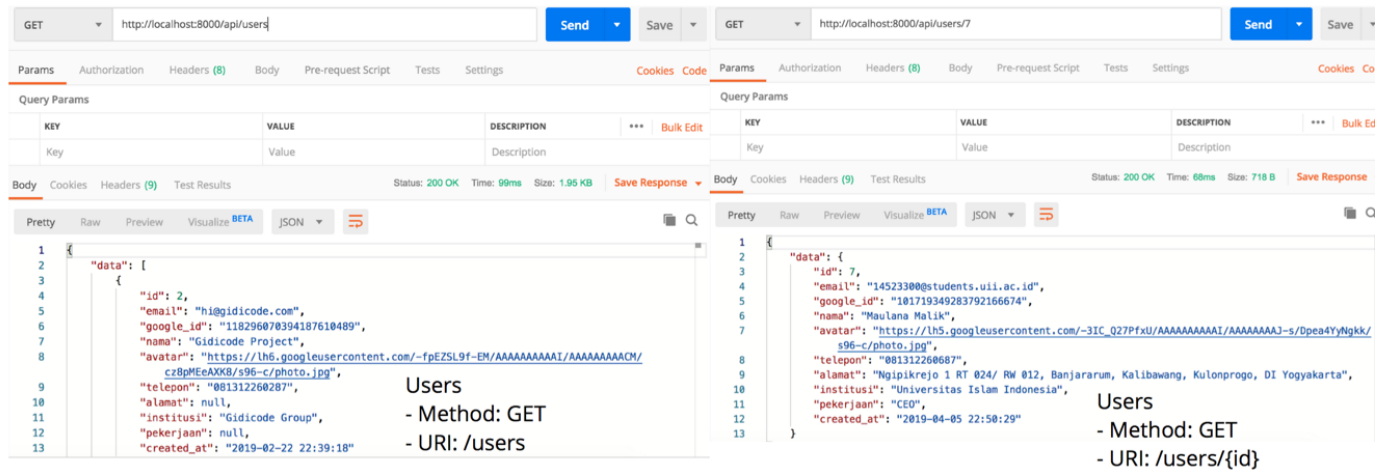 GET http://localhost:8000/api/users Send Save
Params Authorization Headers (8) Body Pre-request Script Tests Settings Cookies Code
Query Params
KEY VALUE DESCRIPTION ••• Bulk Edit
Key Value Description
Body Cookies Headers (9) Test Results Status: 200 OK Time: 99ms Size: 1.95 KB Save Response
Pretty Raw Preview Visualize BETA JSON
1 {
2 "data": [
3 {
4 "id": 2,
5 "email": "hi@gidicode.com",
6 "google_id": "118296070394187610489",
7 "nama": "Gidicode Project",
8 "avatar": "https://lh6.googleusercontent.com/-fpEZSL9f-EM/AAAAAAAAAAI/AAAAAAAAACM/
cz8pMEeAXK8/s96-c/photo.jpg",
9 "telepon": "081312260287",
10 "alamat": null,
11 "institusi": "Gidicode Group",
12 "pekerjaan": null,
13 "created_at": "2019-02-22 22:39:18"
Users
- Method: GET
- URI: /users
GET http://localhost:8000/api/users/7 Send Save
Params Authorization Headers (8) Body Pre-request Script Tests Settings Cookies Co
Query Params
KEY VALUE DESCRIPTION ••• Bulk Ed
Key Value Description
Body Cookies Headers (9) Test Results Status: 200 OK Time: 68ms Size: 718 B Save Response
Pretty Raw Preview Visualize BETA JSON
1 {
2 "data": {
3 "id": 7,
4 "email": "14523300@students.uii.ac.id",
5 "google_id": "101719349283792166674",
6 "nama": "Maulana Malik",
7 "avatar": "https://lh5.googleusercontent.com/-3IC_Q27PfxU/AAAAAAAAAAI/AAAAAAAAAJ-s/Dpea4YyNgkk/
s96-c/photo.jpg",
8 "telepon": "081312260687",
9 "alamat": "Ngipikrejo 1 RT 024/ RW 012, Banjararum, Kalibawang, Kulonprogo, DI Yogyakarta",
10 "institusi": "Universitas Islam Indonesia",
11 "pekerjaan": "CEO",
12 "created_at": "2019-04-05 22:50:29"
13 }
Users
- Method: GET
- URI: /users/{id}